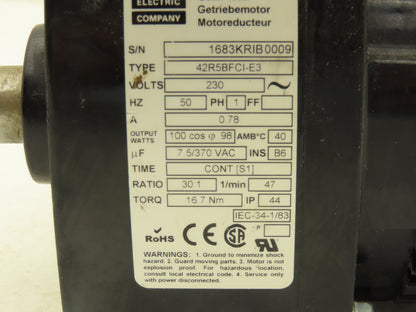 ELECTRIC
COMPANY
Getriebemotor
Motoreducteur
S/N 1683KRIB0009
TYPE 42R5BFCI-E3
VOLTS 230 ~
HZ 50 PH 1 FF
A 0.78
OUTPUT WATTS 100 cos φ 98 AMB°C 40
µF 7.5/370 VAC INS B6
TIME CONT [S1]
RATIO 30:1 1/min 47
TORQ 16.7 Nm IP 44
IEC-34-1/83
RoHS CE SA UL P
WARNINGS: 1. Ground to minimize shock
hazard. 2. Guard moving parts. 3. Motor is not
explosion proof. For hazardous "location,
consult local electrical code. 4. Service only
with power disconnected.